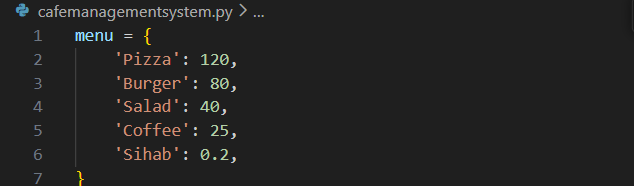 cafemanagementsystem.py > ...
1 menu = {
2 'Pizza': 120,
3 'Burger': 80,
4 'Salad': 40,
5 'Coffee': 25,
6 'Sihab': 0.2,
7 }